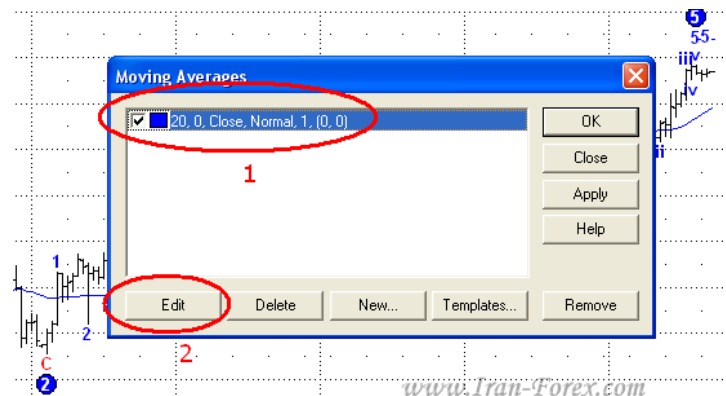 5
55-
iii v
iv
ii
Moving Averages
20, 0, Close, Normal, 1, (0, 0)
1
OK
Close
Apply
Help
Edit
Delete
New...
Templates...
Remove
2
1
2
C
2
www.Iran-Forex.com